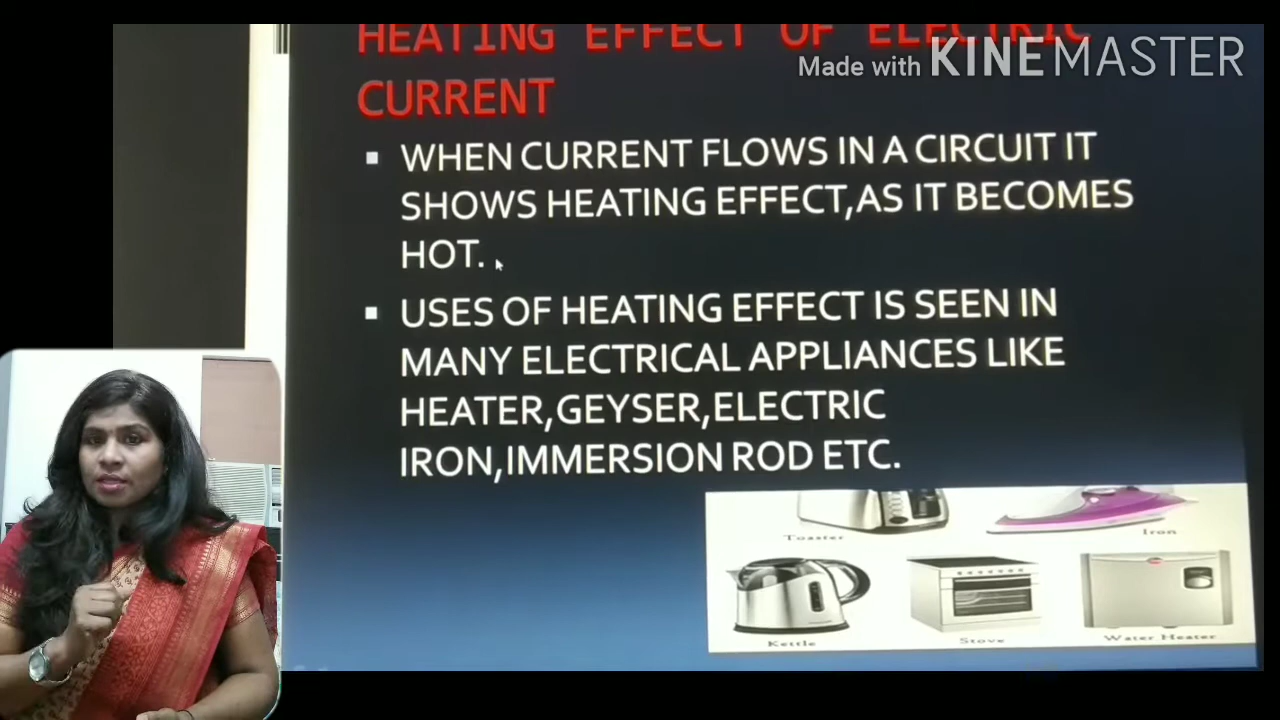 HEATING EFFECT OF ELECTRIC
Made with KINEMASTER
CURRENT
▪ WHEN CURRENT FLOWS IN A CIRCUIT IT
SHOWS HEATING EFFECT,AS IT BECOMES
HOT.
▪ USES OF HEATING EFFECT IS SEEN IN
MANY ELECTRICAL APPLIANCES LIKE
HEATER,GEYSER,ELECTRIC
IRON,IMMERSION ROD ETC.
Toaster
Iron
Kettle
Stove
Water Heater